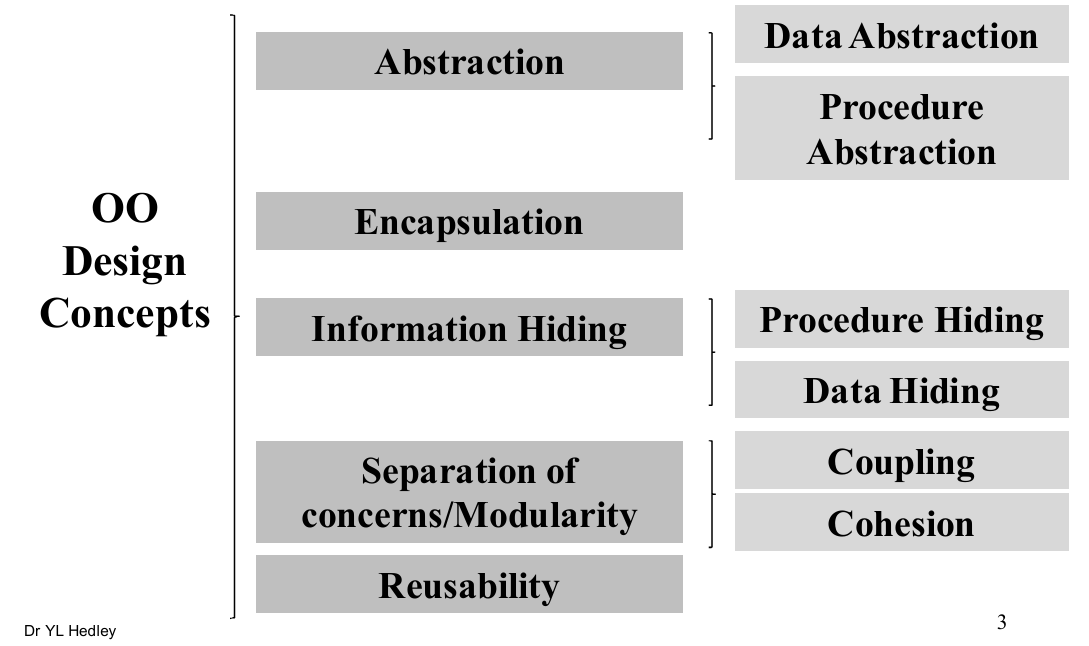 OO
Design
Concepts
Abstraction
Data Abstraction
Procedure
Abstraction
Encapsulation
Information Hiding
Procedure Hiding
Data Hiding
Separation of
concerns/Modularity
Coupling
Cohesion
Reusability
Dr YL Hedley
3